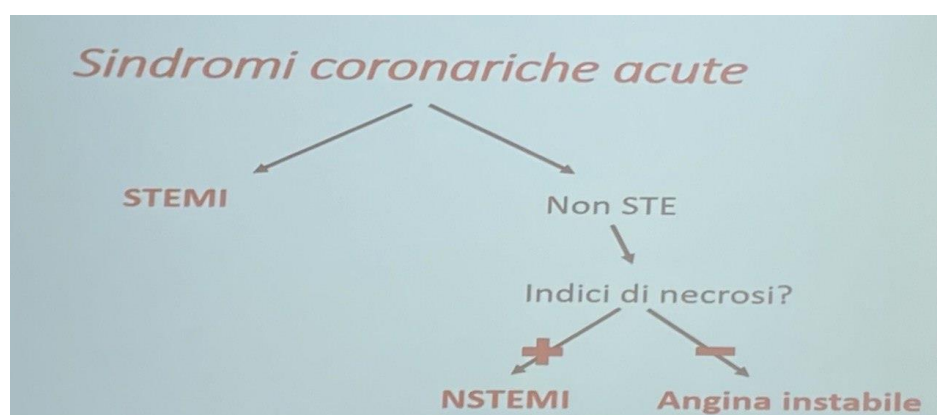 Sindromi coronariche acute
STEMI
Non STE
Indici di necrosi?
NSTEMI
Angina instabile